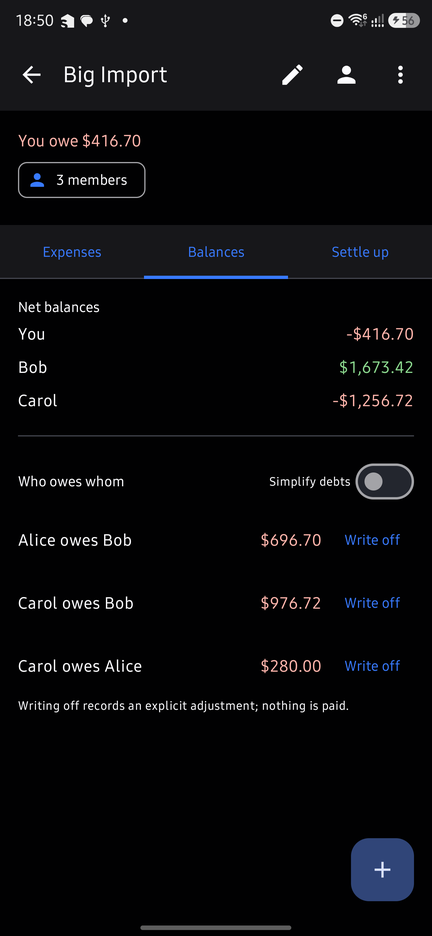 18:50
6
56
Big Import
You owe $416.70
3 members
Expenses Balances Settle up
Net balances
You -$416.70
Bob $1,673.42
Carol -$1,256.72
Who owes whom Simplify debts
Alice owes Bob $696.70 Write off
Carol owes Bob $976.72 Write off
Carol owes Alice $280.00 Write off
Writing off records an explicit adjustment; nothing is paid.
+